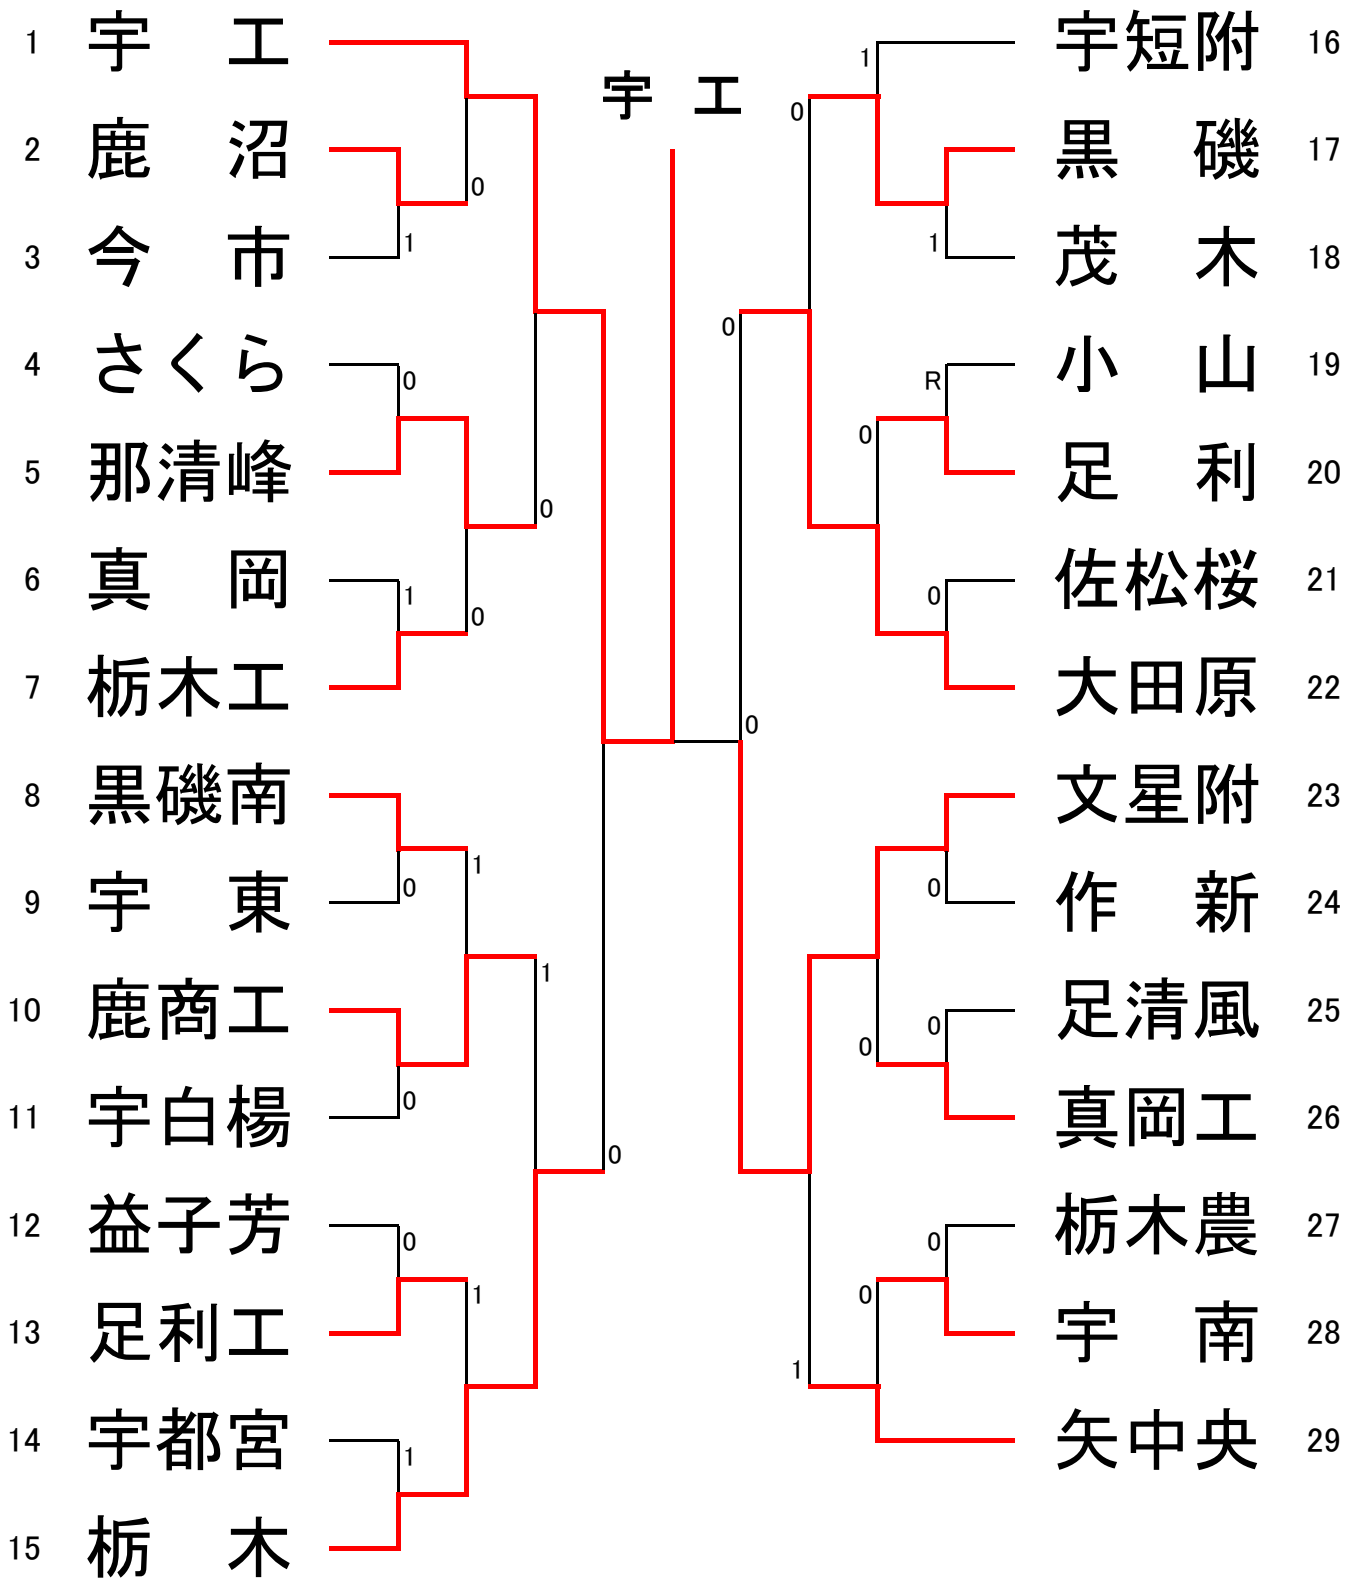 宇工
1 宇工
2 鹿沼
0
3 今市
1
4 さくら
0
5 那清峰
0
6 真岡
1
0
7 栃木工
8 黒磯南
1
9 宇東
0
1
10 鹿商工
11 宇白楊
0
0
12 益子芳
0
13 足利工
1
14 宇都宮
1
15 栃木
宇短附 16
1
0
黒磯 17
茂木 18
1
0
小山 19
R
足利 20
0
佐松桜 21
0
大田原 22
0
文星附 23
作新 24
0
足清風 25
0
0
真岡工 26
栃木農 27
0
宇南 28
0
1
矢中央 29